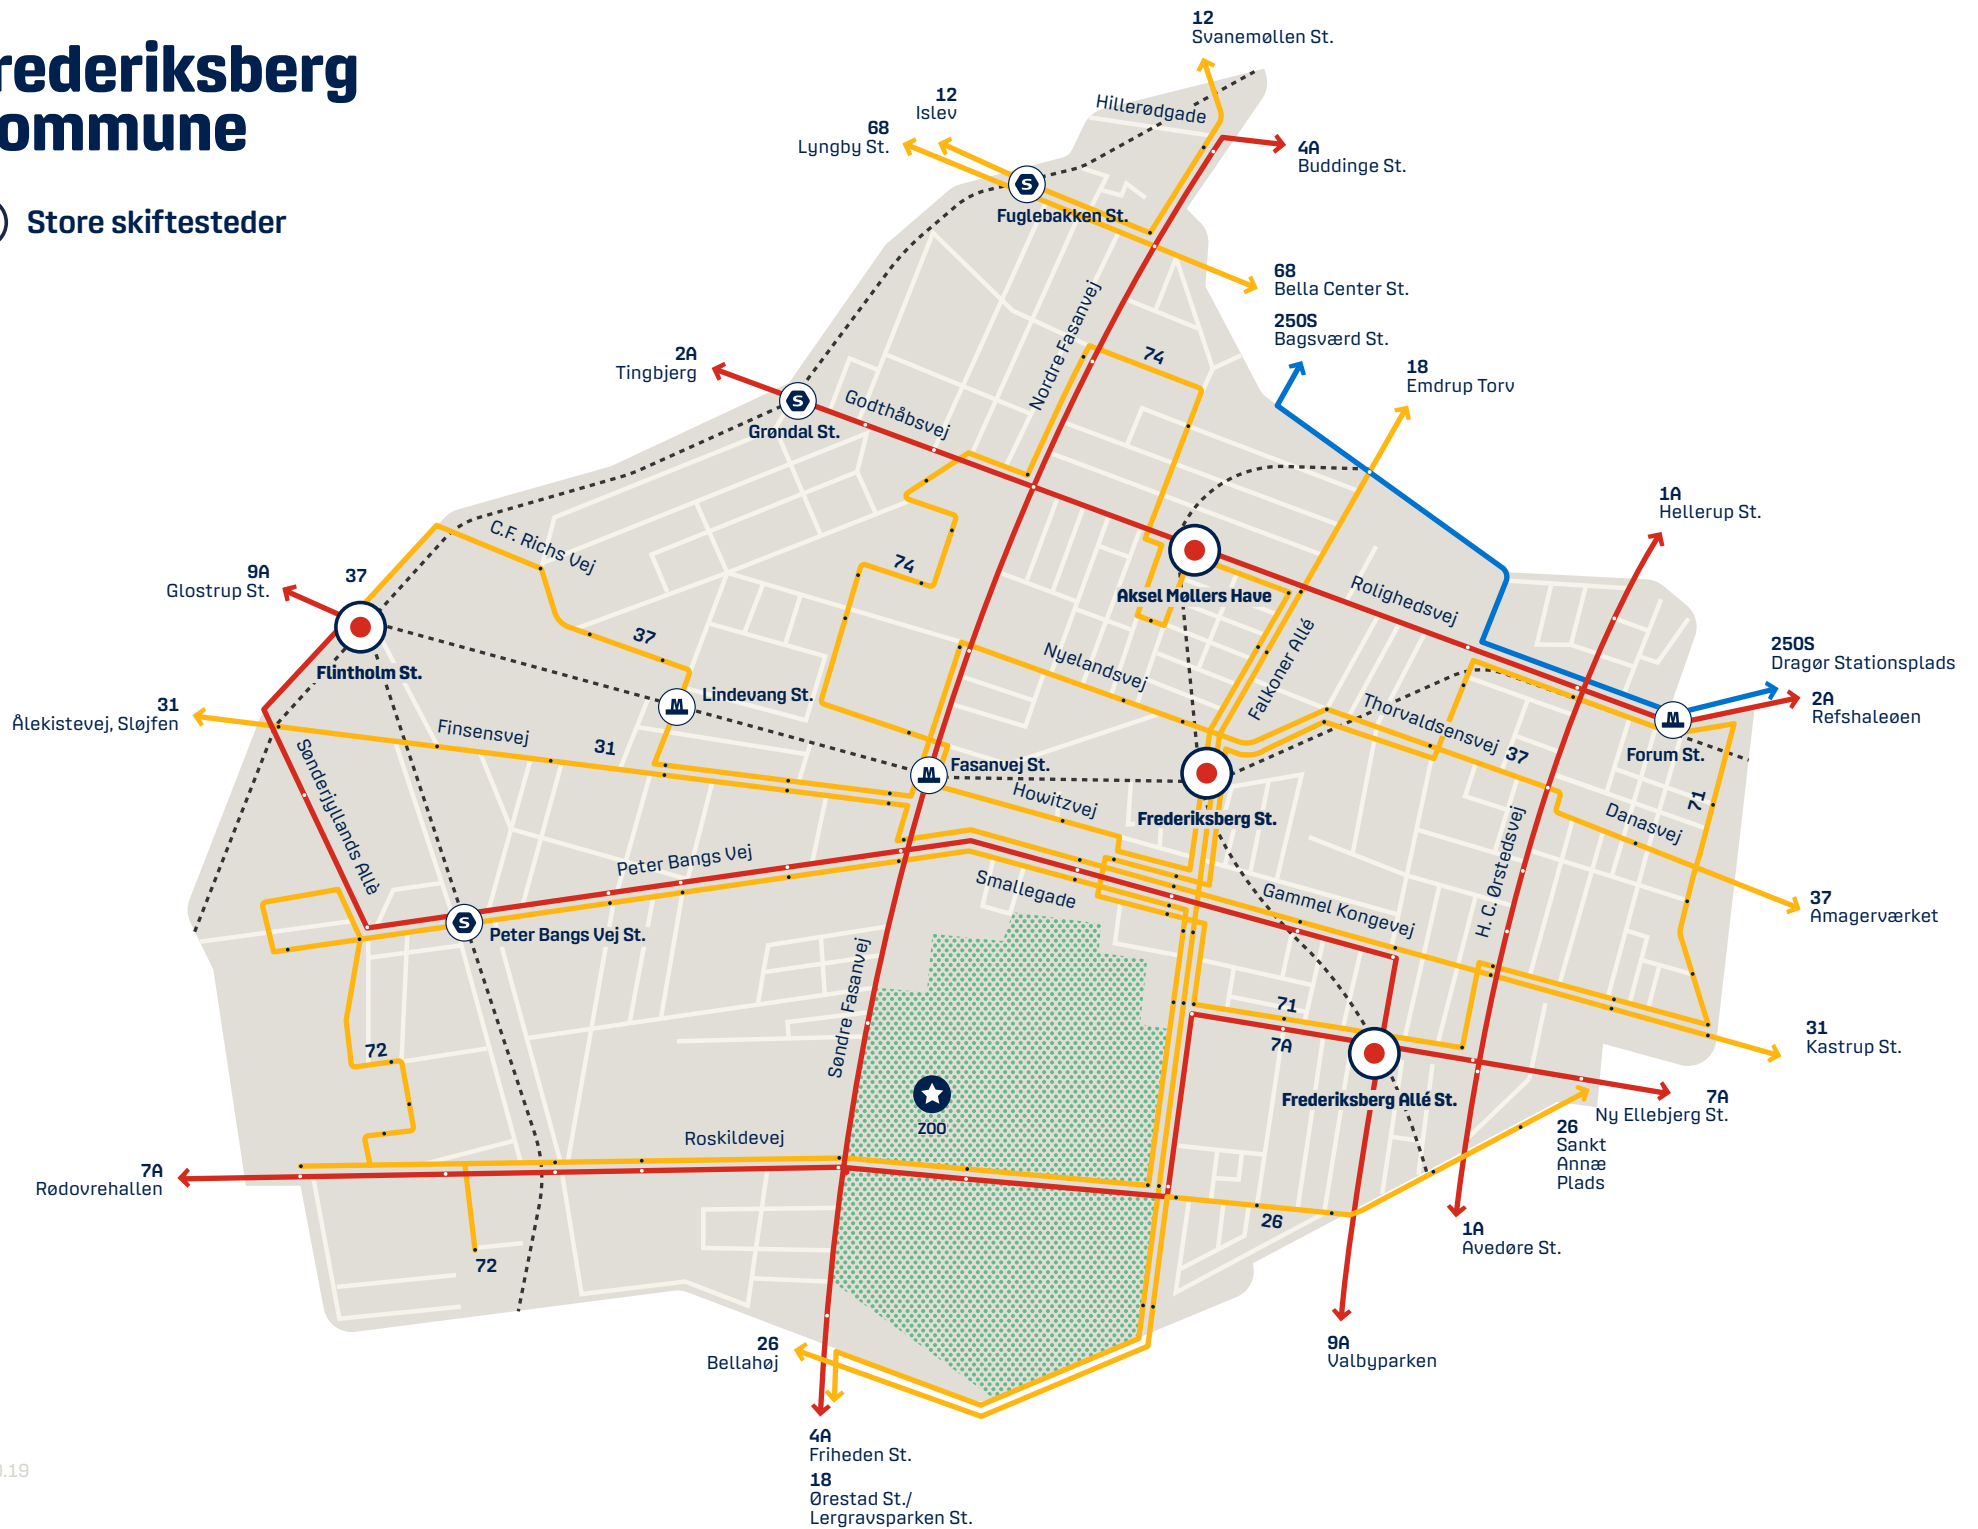 rederiksberg
ommune
Store skiftesteder
12
Svanemøllen St.
12
Islev
68
Lyngby St.
Hillerødgade
4A
Buddinge St.
S
Fuglebakken St.
68
Bella Center St.
250S
Bagsværd St.
18
Emdrup Torv
2A
Tingbjerg
Nordre Fasanvej
74
S
Grøndal St.
Godthåbsvej
1A
Hellerup St.
C.F. Richs Vej
74
9A
Glostrup St.
37
Aksel Møllers Have
Rolighedsvej
Flintholm St.
37
Nyelandsvej
Falkoner Allé
250S
Dragør Stationsplads
2A
Refshaleøen
31
Ålekistevej, Sløjfen
M
Lindevang St.
Finsensvej
31
Thorvaldsensvej
37
M
Forum St.
M
Fasanvej St.
Howitzvej
Frederiksberg St.
71
Danasvej
Sønderjyllands Allè
Peter Bangs Vej
Smallegade
Gammel Kongevej
H. C. Ørstedsvej
37
Amagerværket
S
Peter Bangs Vej St.
Søndre Fasanvej
71
7A
72
31
Kastrup St.
ZOO
Frederiksberg Allé St.
7A
Ny Ellebjerg St.
26
Sankt
Annæ
Plads
Roskildevej
7A
Rødovrehallen
26
1A
Avedøre St.
72
26
Bellahøj
9A
Valbyparken
4A
Friheden St.
18
Ørestad St./
Lergravsparken St.
.19